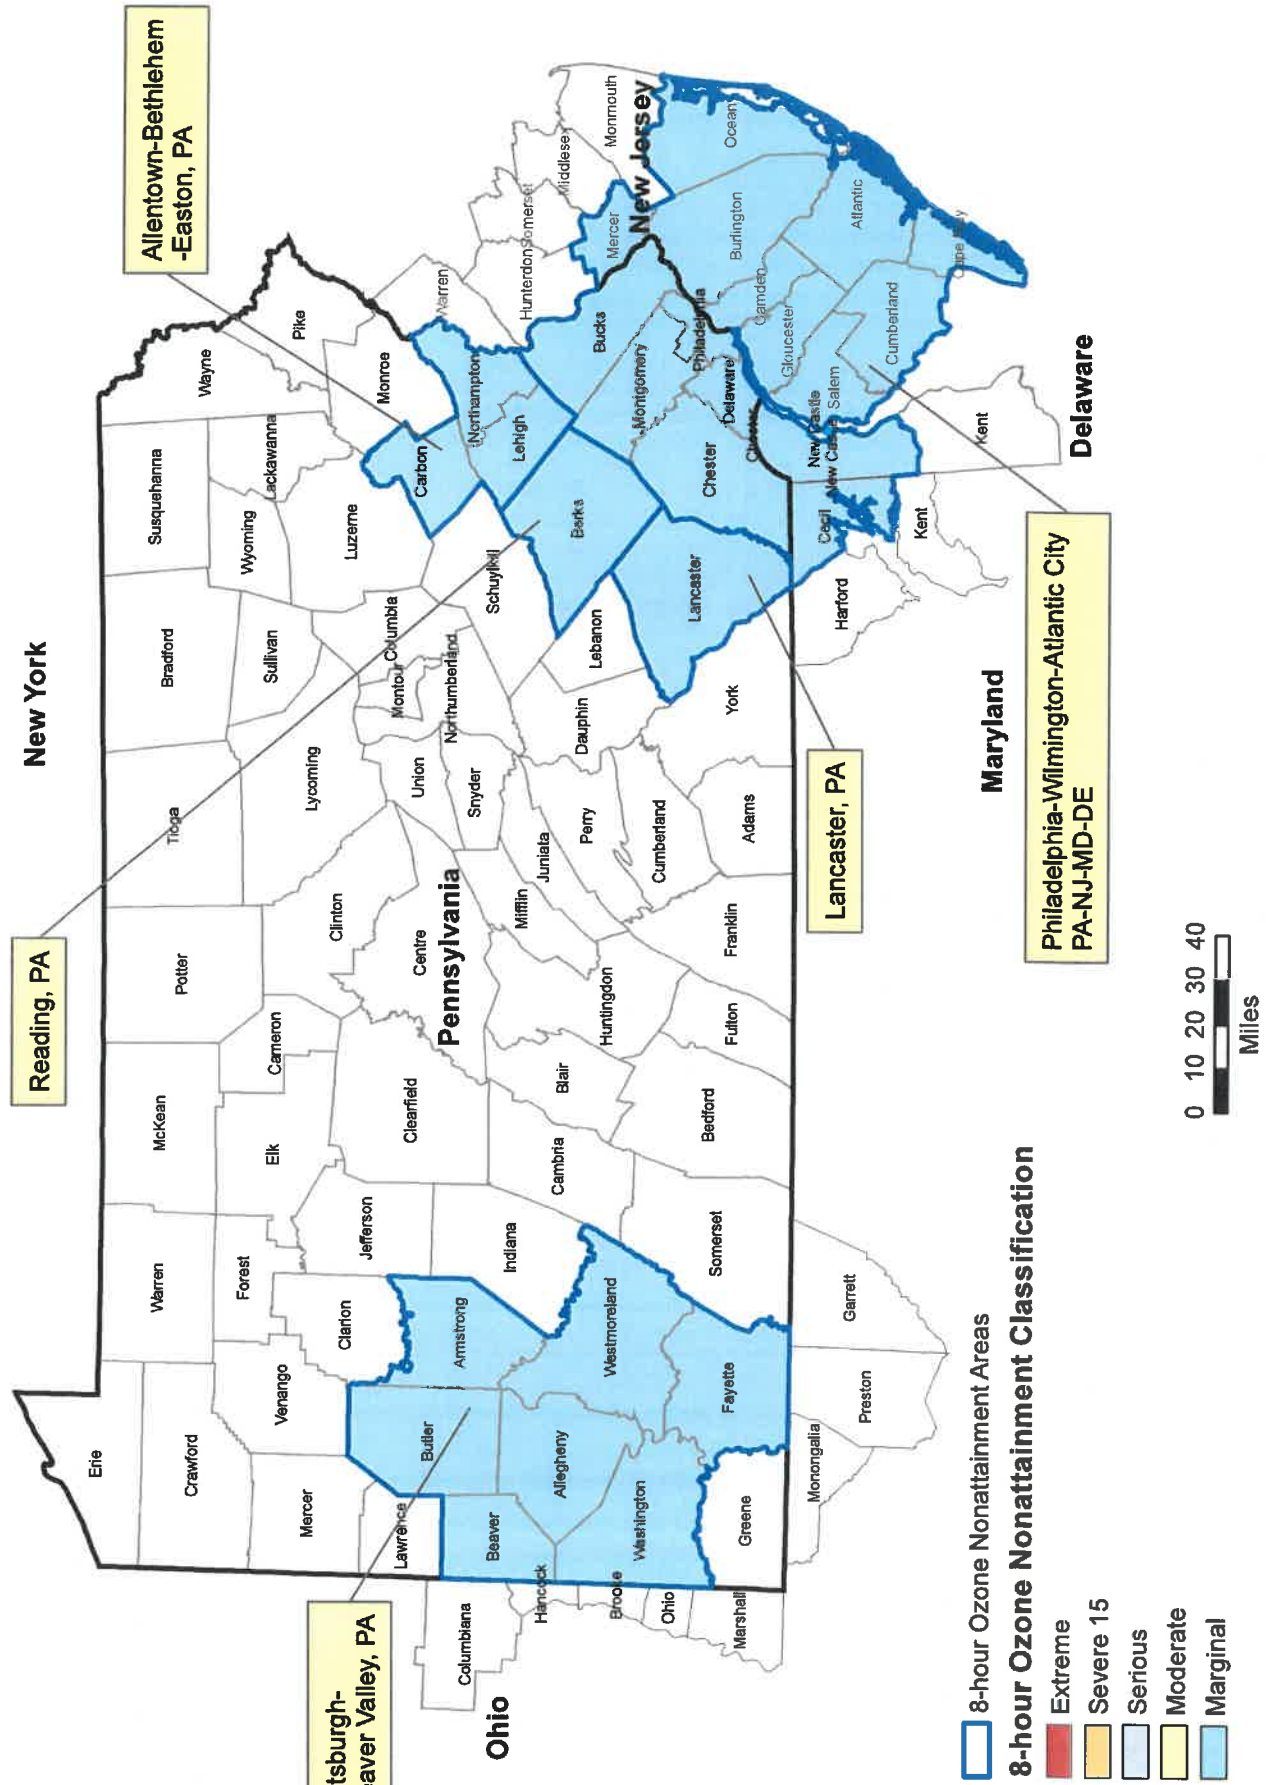 New York
Reading, PA
Allentown-Bethlehem
-Easton, PA
Erie
Crawford
Warren
McKean
Potter
Tioga
Bradford
Susquehanna
Wayne
Pike
Wyoming
Lackawanna
Sullivan
Mercer
Venango
Forest
Elk
Cameron
Clinton
Lycoming
Luzerne
Monroe
Lawrence
Clarion
Jefferson
Clearfield
Centre
Union
Montour
Columbia
Carbon
Warren
Butler
Armstrong
Indiana
Pennsylvania
Snyder
Northumberland
Schuylkill
Lehigh
Northampton
Hunterdon
Somerset
Middlesex
Monmouth
Beaver
Allegheny
Westmoreland
Cambria
Blair
Huntingdon
Mifflin
Juniata
Perry
Dauphin
Lebanon
Berks
Montgomery
Bucks
Mercer
New Jersey
Washington
Fayette
Greene
Somerset
Bedford
Fulton
Franklin
Cumberland
Adams
York
Lancaster
Chester
Delaware
Philadelphia
Chester
Burlington
Ocean
Camden
Gloucester
Atlantic
Salem
Cumberland
Cape May
New Castle
New Castle
Cecil
Harford
Kent
Kent
Delaware
Maryland
Columbiana
Hancock
Brooke
Ohio
Marshall
Monongalia
Preston
Garrett
Ohio
tsburgh-
aver Valley, PA
Lancaster, PA
Philadelphia-Wilmington-Atlantic City
PA-NJ-MD-DE
8-hour Ozone Nonattainment Areas
8-hour Ozone Nonattainment Classification
Extreme
Severe 15
Serious
Moderate
Marginal
0 10 20 30 40
Miles